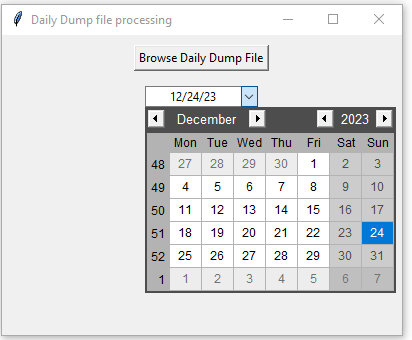 Daily Dump file processing
Browse Daily Dump File
12/24/23
December 2023
Mon Tue Wed Thu Fri Sat Sun
48 27 28 29 30 1 2 3
49 4 5 6 7 8 9 10
50 11 12 13 14 15 16 17
51 18 19 20 21 22 23 24
52 25 26 27 28 29 30 31
1 1 2 3 4 5 6 7